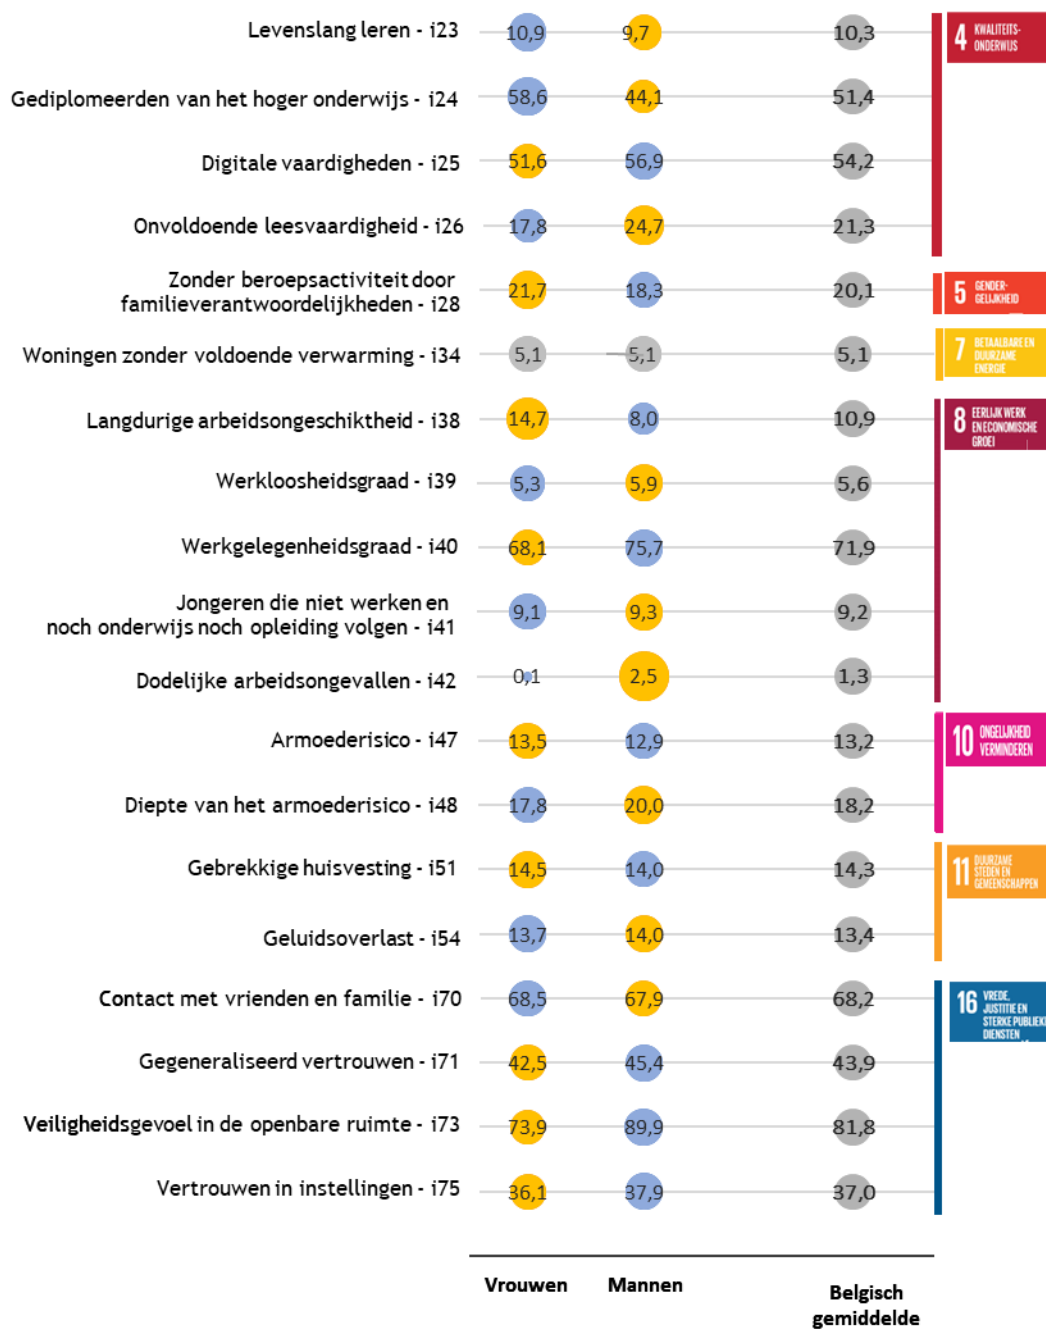 Levenslang leren - i23 10,9 9,7 10,3
4 KWALITEITS-
ONDERWIJS
Gediplomeerden van het hoger onderwijs - i24 58,6 44,1 51,4
Digitale vaardigheden - i25 51,6 56,9 54,2
Onvoldoende leesvaardigheid - i26 17,8 24,7 21,3
Zonder beroepsactiviteit door
familieverantwoordelijkheden - i28 21,7 18,3 20,1
5 GENDER-
GELIJKHEID
Woningen zonder voldoende verwarming - i34 5,1 5,1 5,1
7 BETAALBARE EN
DUURZAME
ENERGIE
Langdurige arbeidsongeschiktheid - i38 14,7 8,0 10,9
8 EERLIJK WERK
EN ECONOMISCHE
GROEI
Werkloosheidsgraad - i39 5,3 5,9 5,6
Werkgelegenheidsgraad - i40 68,1 75,7 71,9
Jongeren die niet werken en
noch onderwijs noch opleiding volgen - i41 9,1 9,3 9,2
Dodelijke arbeidsongevallen - i42 0,1 2,5 1,3
Armoederisico - i47 13,5 12,9 13,2
10 ONGELIJKHEID
VERMINDEREN
Diepte van het armoederisico - i48 17,8 20,0 18,2
Gebrekkige huisvesting - i51 14,5 14,0 14,3
11 DUURZAME
STEDEN EN
GEMEENSCHAPPEN
Geluidsoverlast - i54 13,7 14,0 13,4
Contact met vrienden en familie - i70 68,5 67,9 68,2
16 VREDE,
JUSTITIE EN
STERKE PUBLIEKE
DIENSTEN
Gegeneraliseerd vertrouwen - i71 42,5 45,4 43,9
Veiligheidsgevoel in de openbare ruimte - i73 73,9 89,9 81,8
Vertrouwen in instellingen - i75 36,1 37,9 37,0
Vrouwen Mannen Belgisch
gemiddelde